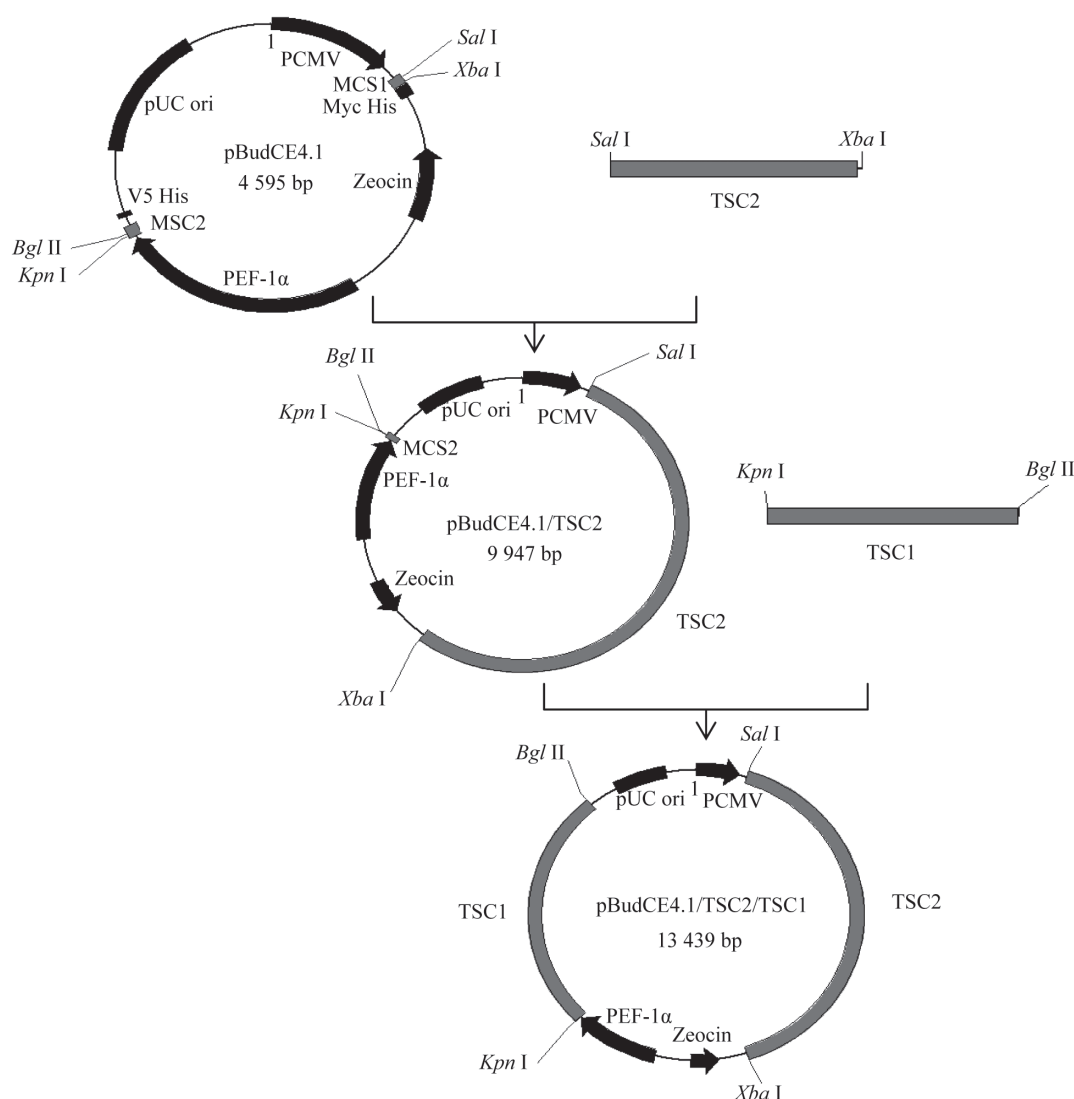 1
PCMV
Sal I
Xba I
MCS1
Myc His
pUC ori
pBudCE4.1
4 595 bp
Zeocin
V5 His
MSC2
Bgl II
Kpn I
PEF-1α
Sal I
Xba I
TSC2
Bgl II
Sal I
Kpn I
pUC ori
1
PCMV
MCS2
PEF-1α
pBudCE4.1/TSC2
9 947 bp
Zeocin
TSC2
Xba I
Kpn I
Bgl II
TSC1
Bgl II
Sal I
pUC ori
1
PCMV
TSC1
pBudCE4.1/TSC2/TSC1
13 439 bp
TSC2
PEF-1α
Zeocin
Kpn I
Xba I